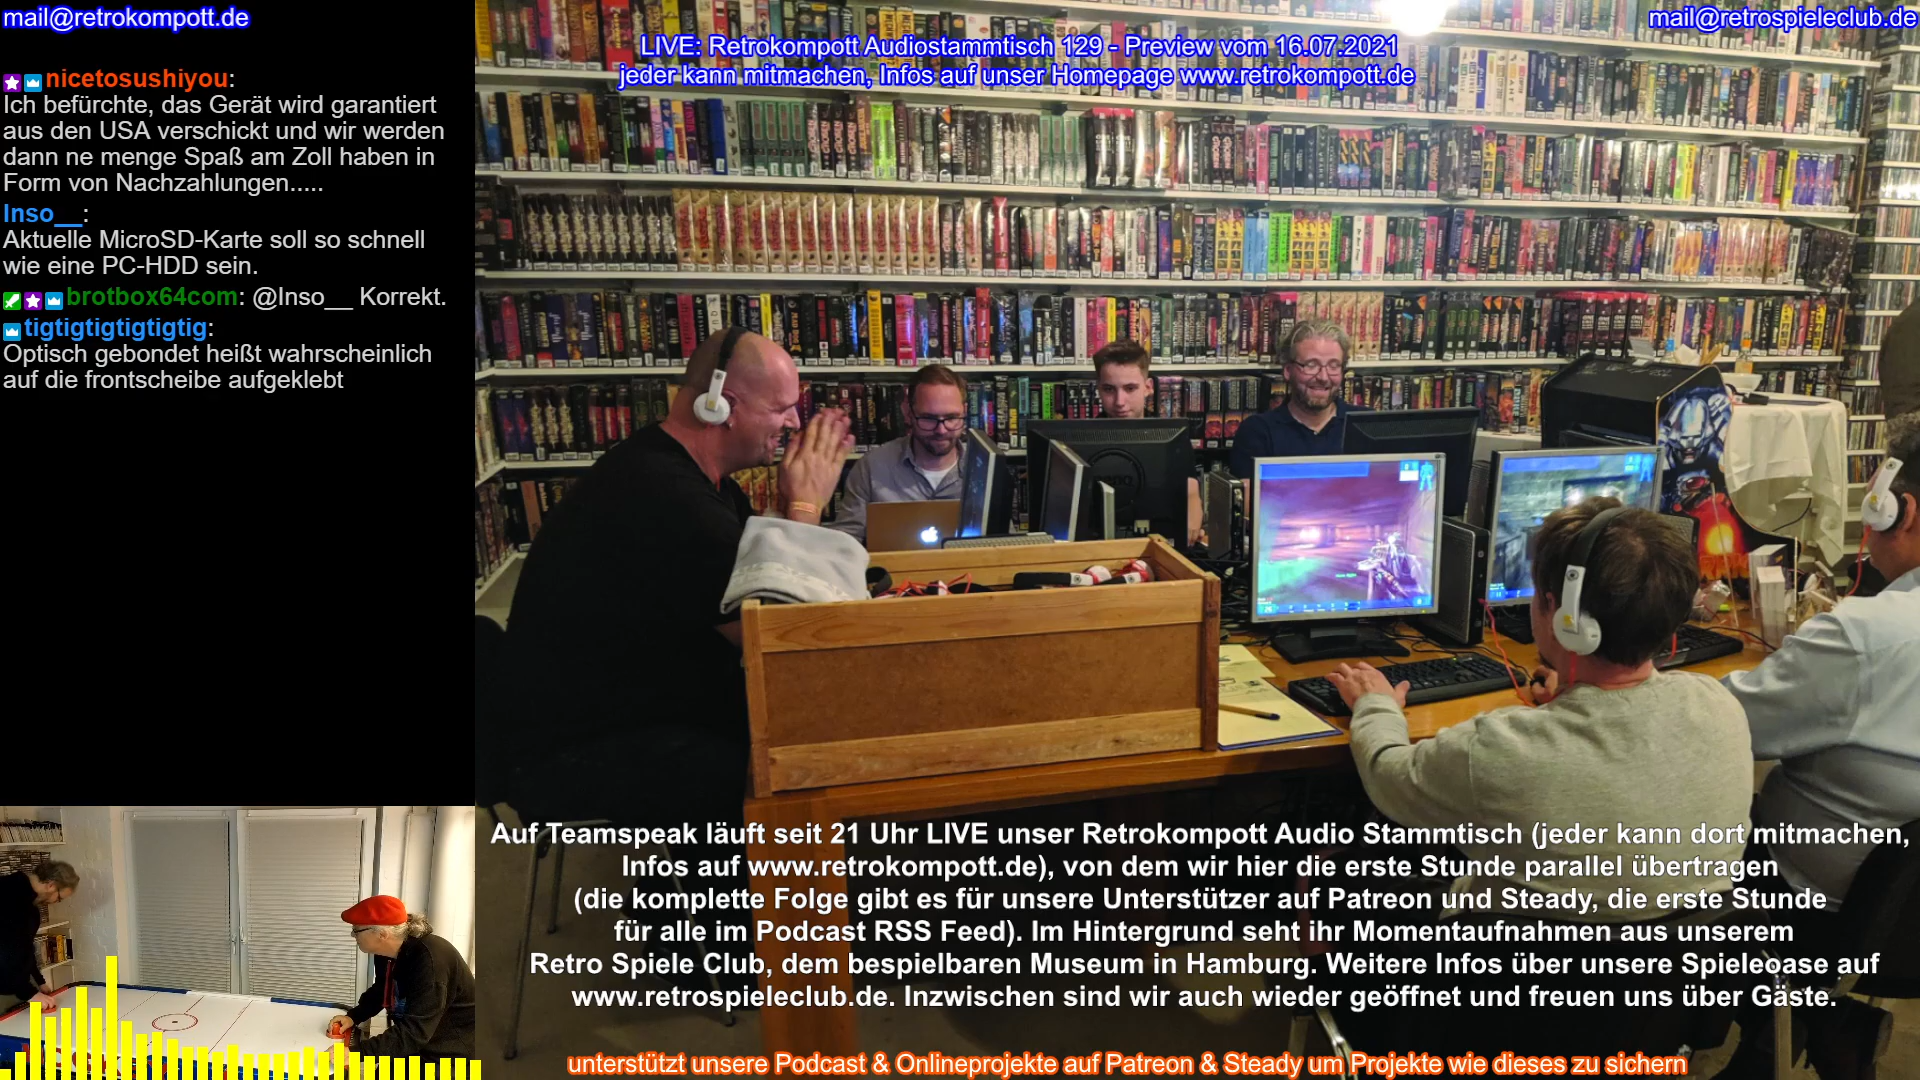 mail@retrokompott.de
mail@retrospieleclub.de
LIVE: Retrokompott Audiostammtisch 129 - Preview vom 16.07.2021
jeder kann mitmachen, Infos auf unser Homepage www.retrokompott.de
nicetosushiyou:
Ich befürchte, das Gerät wird garantiert
aus den USA verschickt und wir werden
dann ne menge Spaß am Zoll haben in
Form von Nachzahlungen.....
Inso__:
Aktuelle MicroSD-Karte soll so schnell
wie eine PC-HDD sein.
brotbox64com: @Inso__ Korrekt.
tigtigtigtigtigtig:
Optisch gebondet heißt wahrscheinlich
auf die frontscheibe aufgeklebt
Auf Teamspeak läuft seit 21 Uhr LIVE unser Retrokompott Audio Stammtisch (jeder kann dort mitmachen,
Infos auf www.retrokompott.de), von dem wir hier die erste Stunde parallel übertragen
(die komplette Folge gibt es für unsere Unterstützer auf Patreon und Steady, die erste Stunde
für alle im Podcast RSS Feed). Im Hintergrund seht ihr Momentaufnahmen aus unserem
Retro Spiele Club, dem bespielbaren Museum in Hamburg. Weitere Infos über unsere Spieleoase auf
www.retrospieleclub.de. Inzwischen sind wir auch wieder geöffnet und freuen uns über Gäste.
unterstützt unsere Podcast & Onlineprojekte auf Patreon & Steady um Projekte wie dieses zu sichern